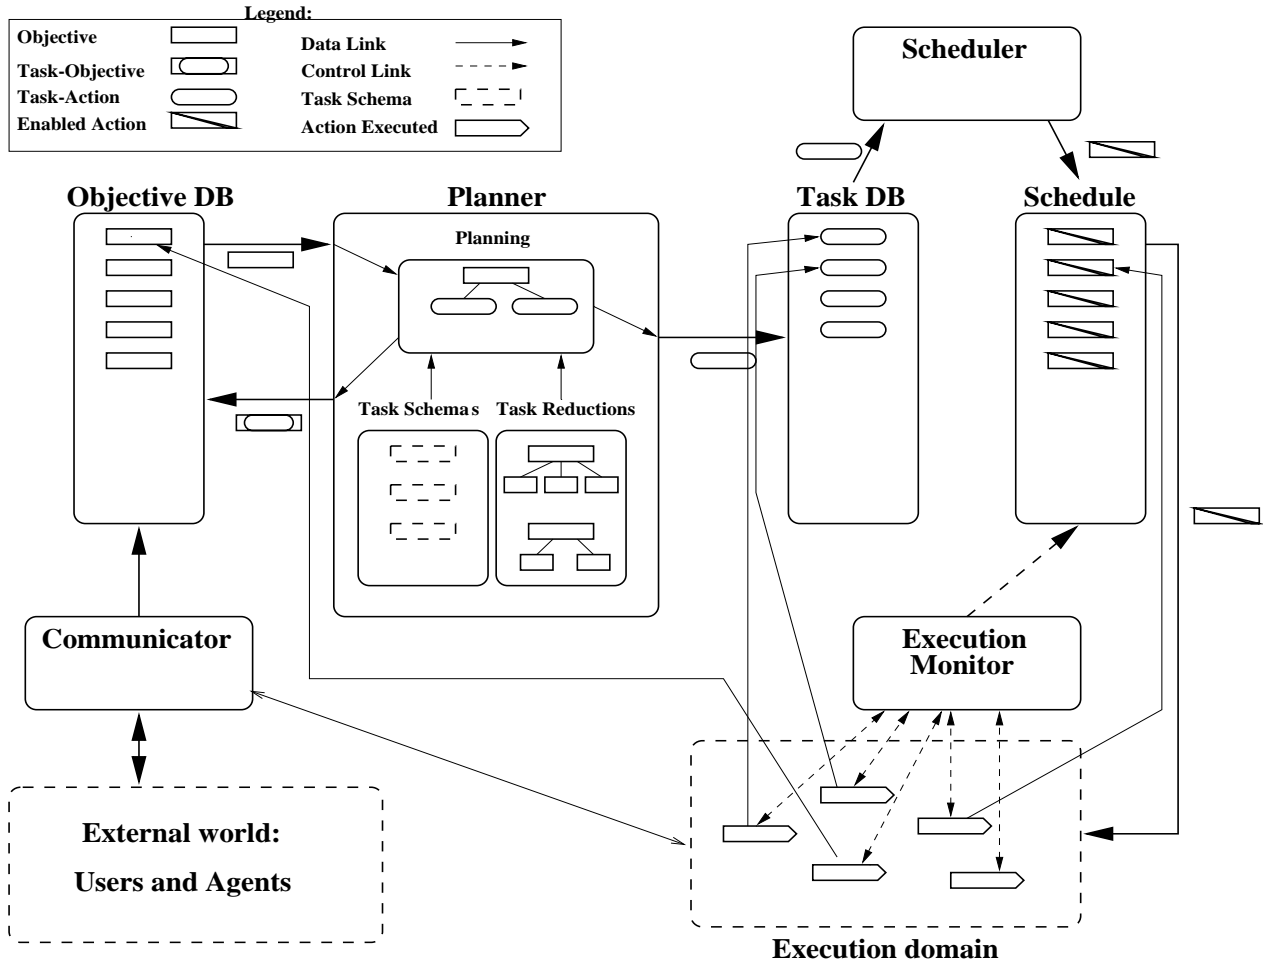 Legend:
Objective
Task-Objective
Task-Action
Enabled Action
Data Link
Control Link
Task Schema
Action Executed
Scheduler
Objective DB
Planner
Task DB
Schedule
Planning
Task Schemas
Task Reductions
Communicator
Execution
Monitor
External world:
Users and Agents
Execution domain